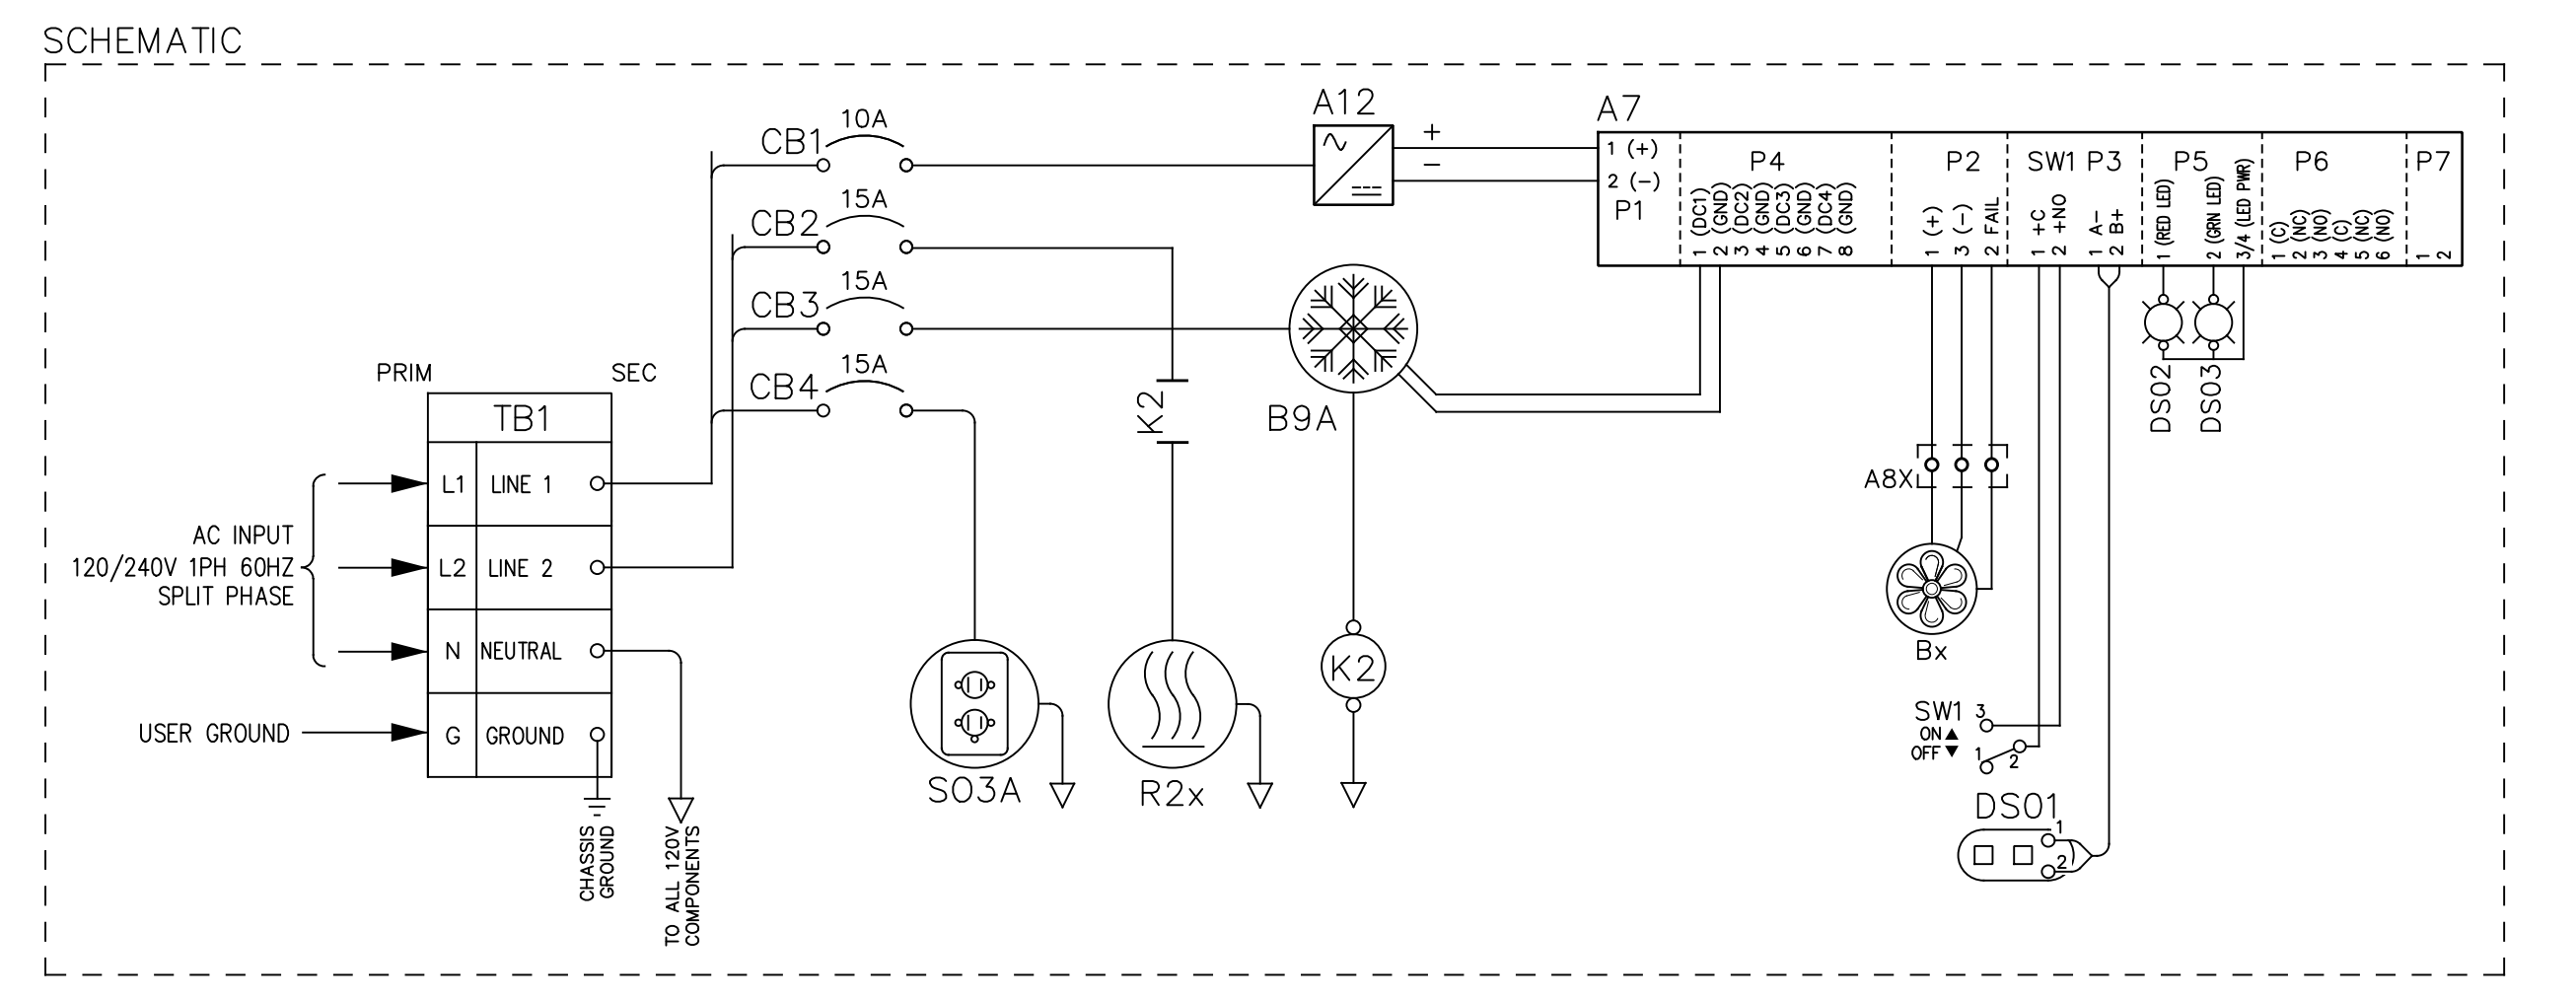 SCHEMATIC
CB1
10A
CB2
15A
CB3
15A
CB4
15A
A12
+
−
A7
1 (+)
2 (−)
P1
P4
1 (DC1)
2 (GND)
3 (DC2)
4 (GND)
5 (DC3)
6 (GND)
7 (DC4)
8 (GND)
P2
1 (+)
3 (−)
2 FAIL
SW1 P3
1 +C
2 +NO
1 A−
2 B+
P5
1 (RED LED)
2 (GRN LED)
3/4 (LED PWR)
P6
1 (C)
2 (NC)
3 (NO)
4 (C)
5 (NC)
6 (NO)
P7
1
2
DS02
DS03
K2
B9A
PRIM
SEC
TB1
L1 LINE 1
L2 LINE 2
N NEUTRAL
G GROUND
AC INPUT
120/240V 1PH 60HZ
SPLIT PHASE
USER GROUND
CHASSIS
GROUND
TO ALL 120V
COMPONENTS
SO3A
R2x
K2
A8X
Bx
SW1 3
ON▲
OFF▼
1
2
DS01
1
2